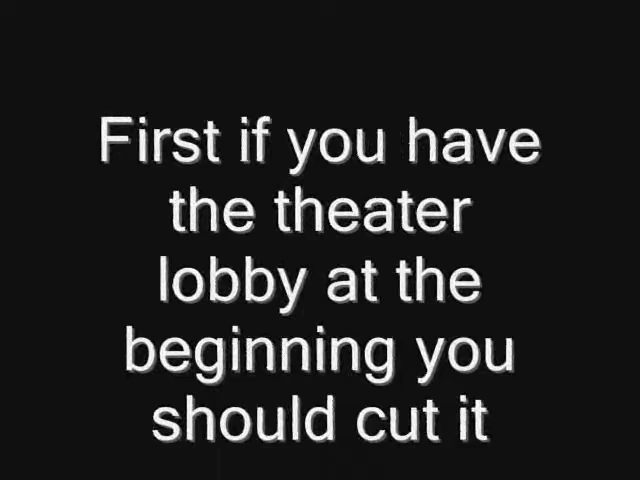 First if you have
the theater
lobby at the
beginning you
should cut it